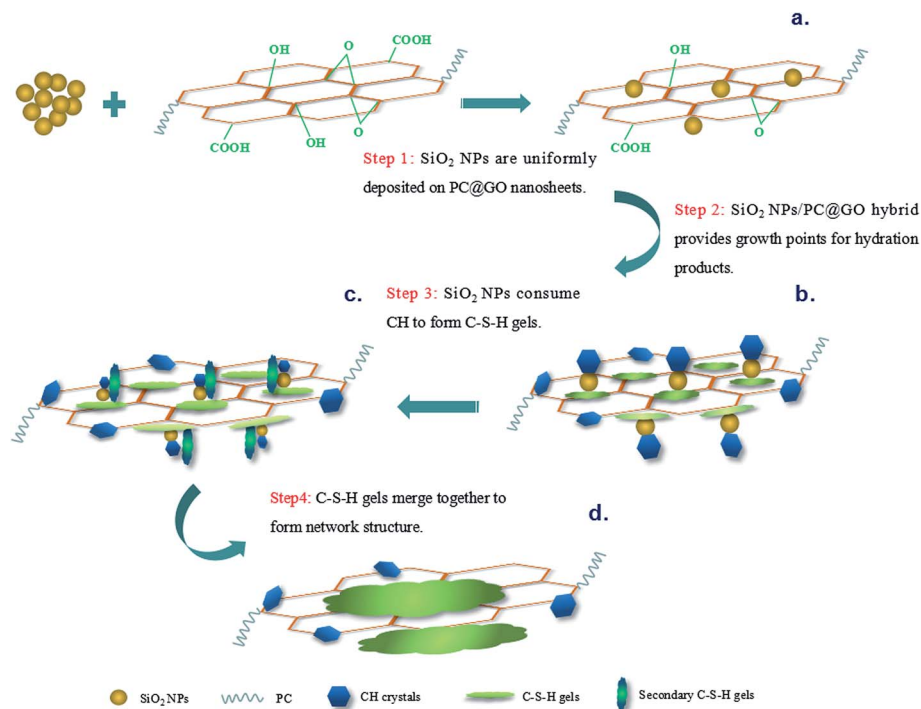 a.
OH
O
COOH
COOH
OH
O
OH
COOH
O
Step 1: SiO2 NPs are uniformly
deposited on PC@GO nanosheets.
Step 2: SiO2 NPs/PC@GO hybrid
provides growth points for hydration
products.
c.
Step 3: SiO2 NPs consume
CH to form C-S-H gels.
b.
Step4: C-S-H gels merge together to
form network structure.
d.
SiO2 NPs
PC
CH crystals
C-S-H gels
Secondary C-S-H gels